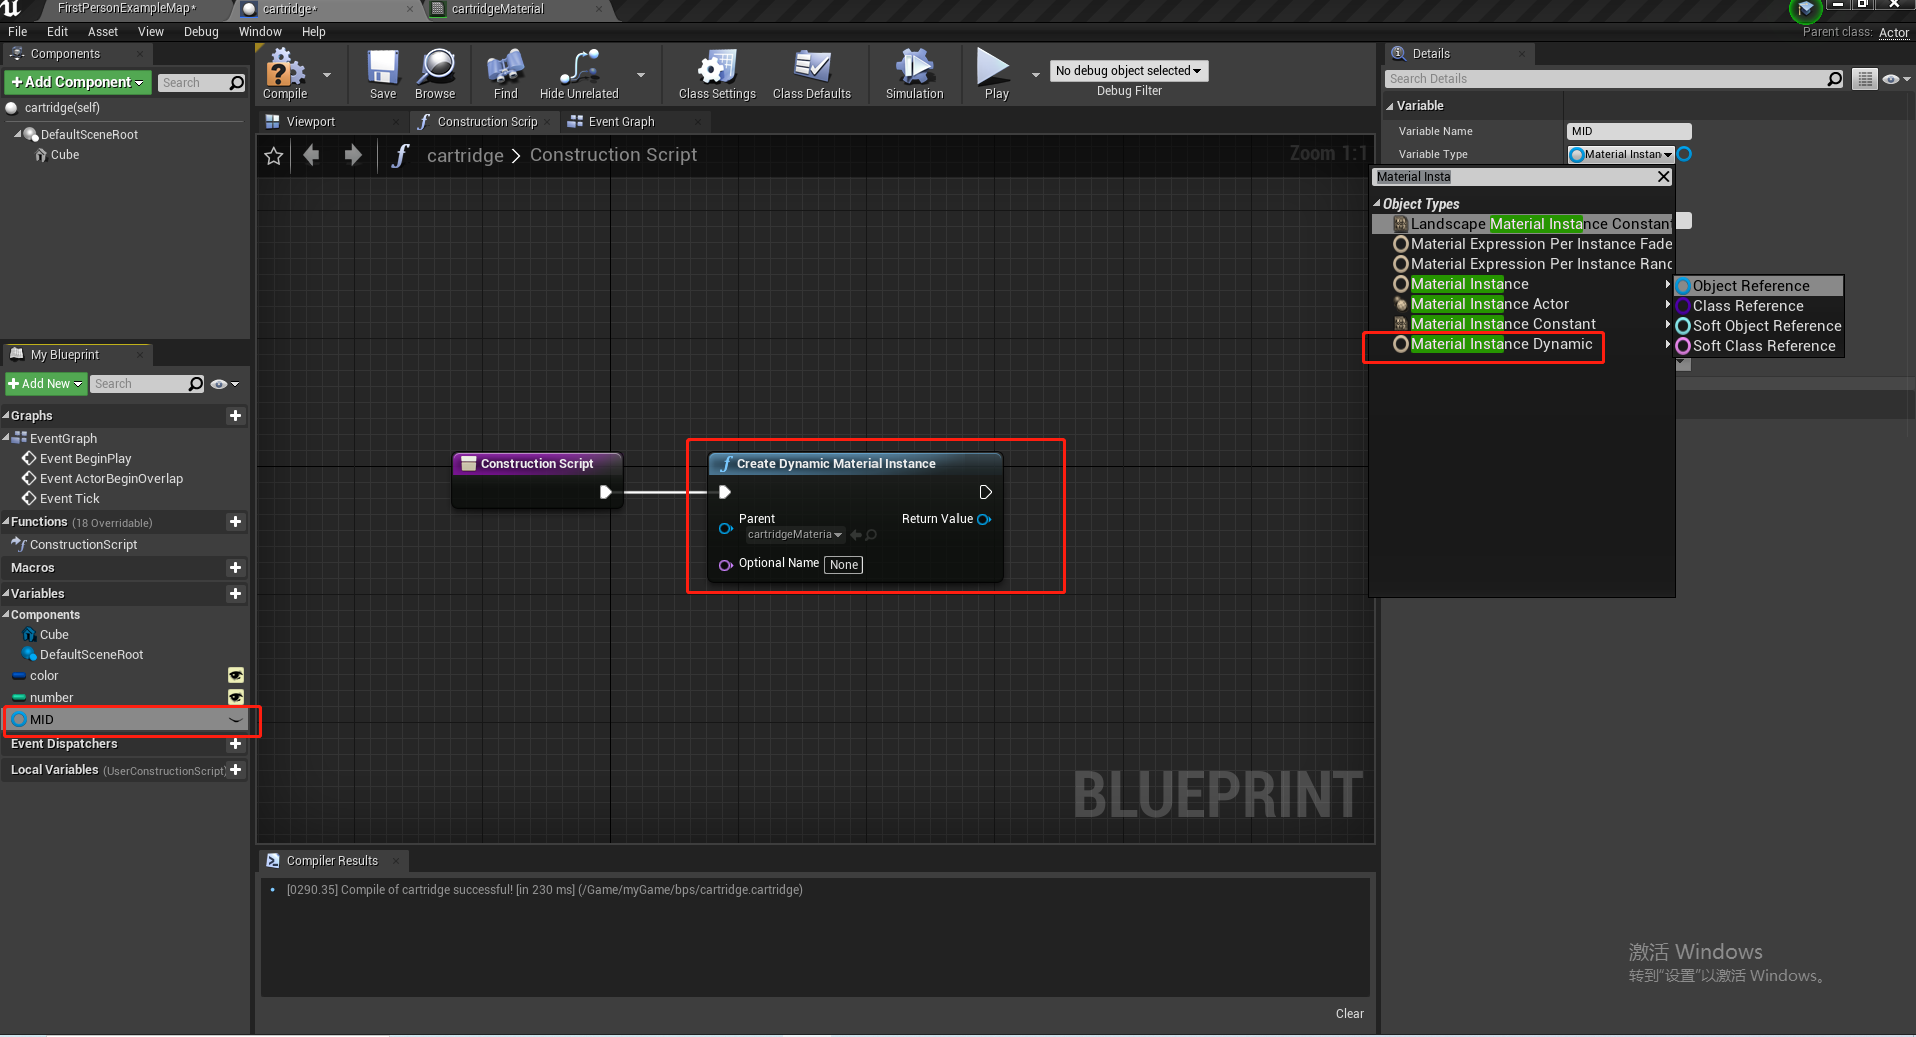 FirstPersonExampleMap*
cartridge*
cartridgeMaterial
File Edit Asset View Debug Window Help
Parent class: Actor
Components
+Add Component
Search
cartridge(self)
DefaultSceneRoot
Cube
Compile
Save
Browse
Find
Hide Unrelated
Class Settings
Class Defaults
Simulation
Play
No debug object selected
Debug Filter
Viewport
Construction Scrip
Event Graph
cartridge > Construction Script
Zoom 1:1
Construction Script
Create Dynamic Material Instance
Parent
cartridgeMateria
Return Value
Optional Name None
BLUEPRINT
My Blueprint
+Add New
Search
Graphs
EventGraph
Event BeginPlay
Event ActorBeginOverlap
Event Tick
Functions (18 Overridable)
ConstructionScript
Macros
Variables
Components
Cube
DefaultSceneRoot
color
number
MID
Event Dispatchers
Local Variables (UserConstructionScript)
Compiler Results
[0290.35] Compile of cartridge successful! [in 230 ms] (/Game/myGame/bps/cartridge.cartridge)
Clear
Details
Search Details
Variable
Variable Name MID
Variable Type Material Instan
Material Insta
Object Types
Landscape Material Instance Constant
Material Expression Per Instance Fade
Material Expression Per Instance Rand
Material Instance
Material Instance Actor
Material Instance Constant
Material Instance Dynamic
Object Reference
Class Reference
Soft Object Reference
Soft Class Reference
激活 Windows
转到“设置”以激活 Windows。